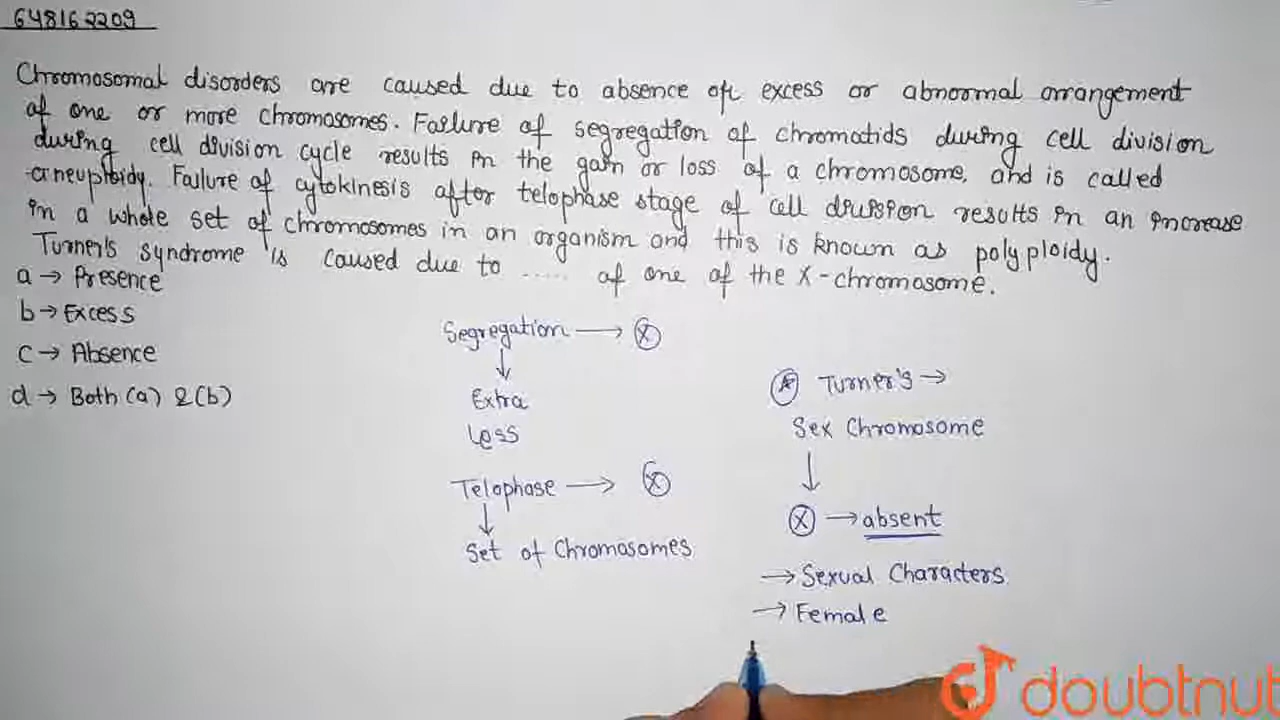 648162209
Chromosomal disorders are caused due to absence or excess or abnormal arrangement
of one or more chromosomes. Failure of segregation of chromatids during cell division
during cell division cycle results in the gain or loss of a chromosome, and is called
aneuploidy. Failure of cytokinesis after telophase stage of cell division results in an increase
in a whole set of chromosomes in an organism and this is known as polyploidy.
Turner's syndrome is caused due to ..... of one of the X-chromosome.
a → Presence
b → Excess
c → Absence
d → Both (a) & (b)
Segregation → X
↓
Extra
Less
Telophase → X
↓
Set of Chromosomes
* Turner's →
Sex Chromosome
↓
X → absent
→ Sexual Characters
→ Female
doubtnut